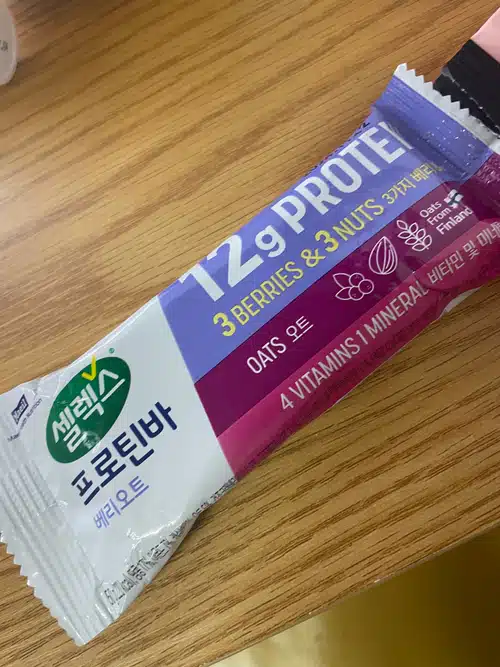 12g PROTEI
3 BERRIES & 3 NUTS 3가지 베리
OATS 오트
Oats
From
Finland
4 VITAMINS 1 MINERAL 비타민 및 미네
셀렉스
프로틴바
베리오트